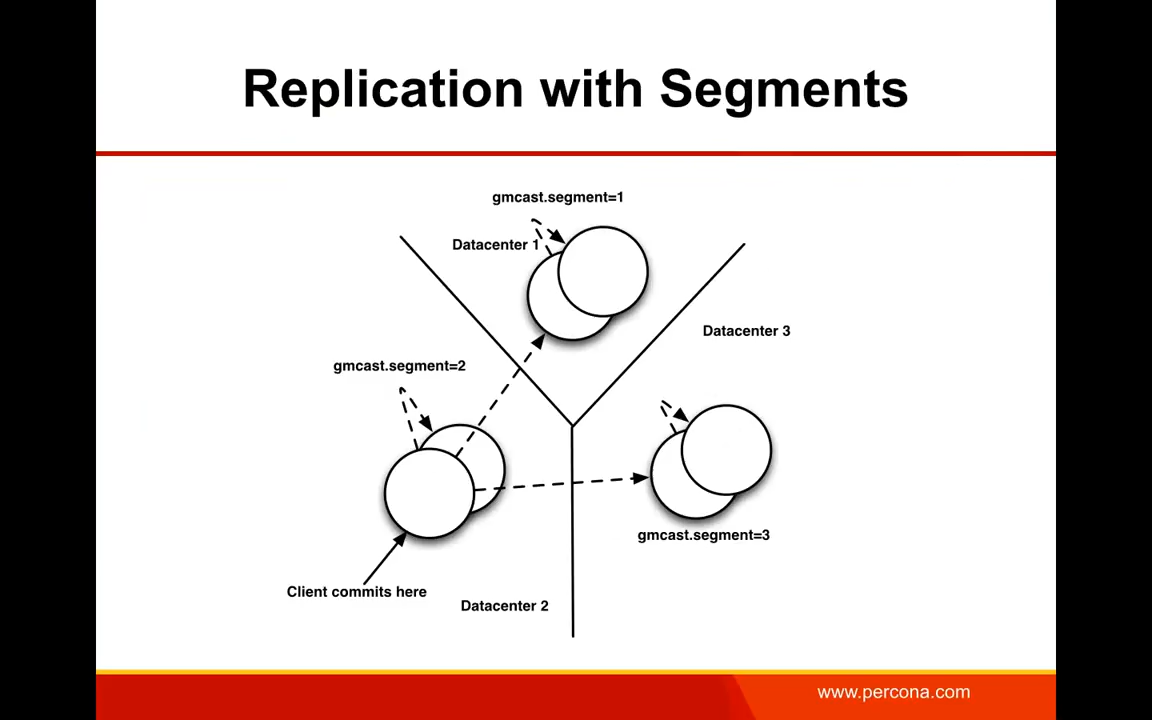 Replication with Segments
gmcast.segment=1
Datacenter 1
Datacenter 3
gmcast.segment=2
gmcast.segment=3
Client commits here
Datacenter 2
www.percona.com